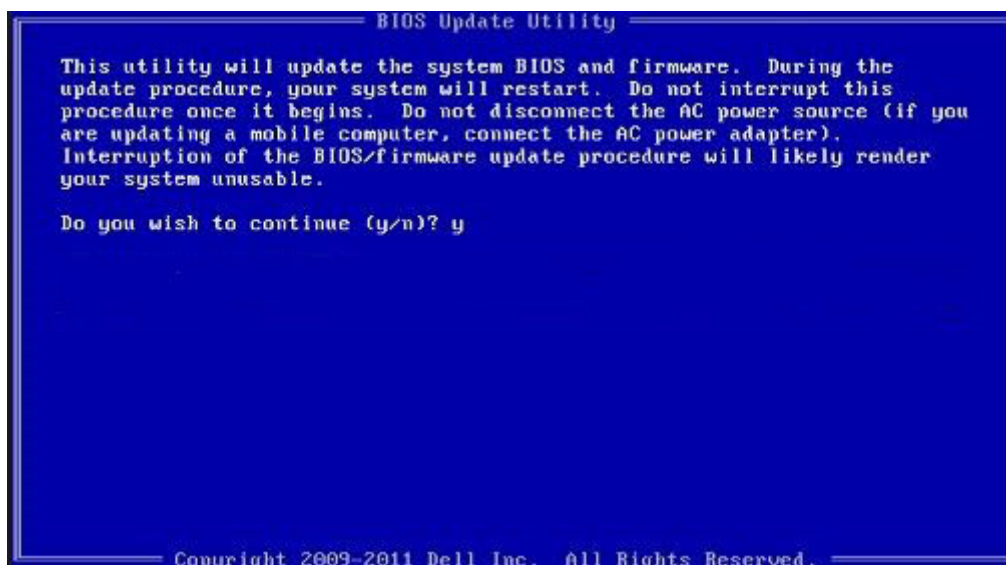 BIOS Update Utility
This utility will update the system BIOS and firmware. During the
update procedure, your system will restart. Do not interrupt this
procedure once it begins. Do not disconnect the AC power source (if you
are updating a mobile computer, connect the AC power adapter).
Interruption of the BIOS/firmware update procedure will likely render
your system unusable.
Do you wish to continue (y/n)? y
Copyright 2009-2011 Dell Inc. All Rights Reserved.